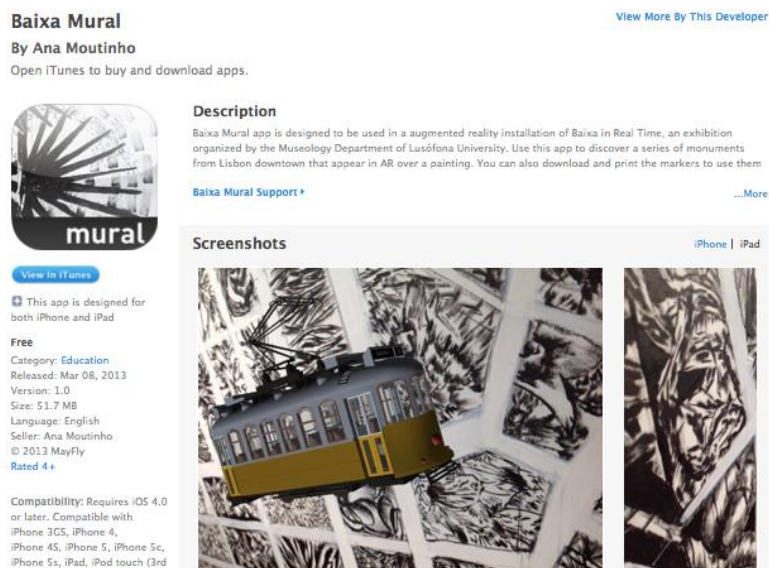 Baixa Mural
View More By This Developer
By Ana Moutinho
Open iTunes to buy and download apps.
mural
View In iTunes
This app is designed for
both iPhone and iPad
Free
Category: Education
Released: Mar 08, 2013
Version: 1.0
Size: 51.7 MB
Language: English
Seller: Ana Moutinho
© 2013 MayFly
Rated 4+
Compatibility: Requires iOS 4.0
or later. Compatible with
iPhone 3GS, iPhone 4,
iPhone 4S, iPhone 5, iPhone 5c,
iPhone 5s, iPad, iPod touch (3rd
Description
Baixa Mural app is designed to be used in a augmented reality installation of Baixa in Real Time, an exhibition
organized by the Museology Department of Lusófona University. Use this app to discover a series of monuments
from Lisbon downtown that appear in AR over a painting. You can also download and print the markers to use them
Baixa Mural Support
...More
Screenshots
iPhone | iPad